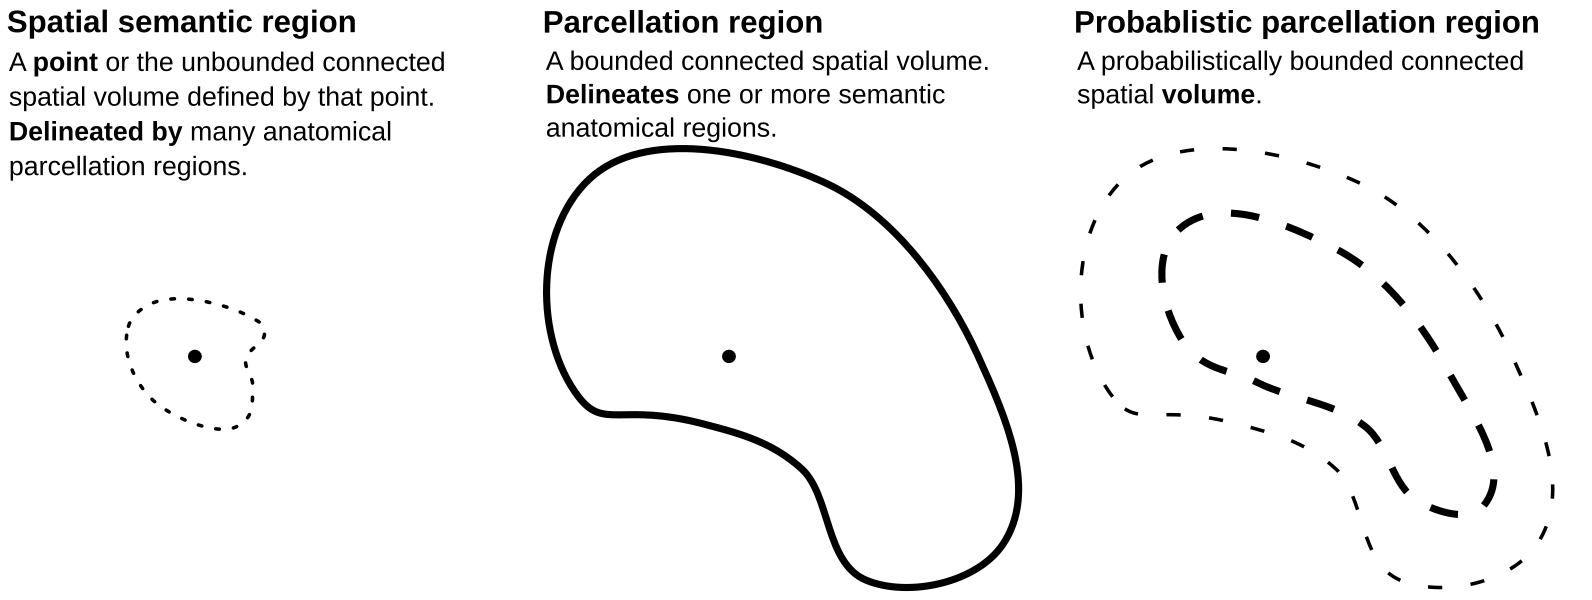 Spatial semantic region
A point or the unbounded connected
spatial volume defined by that point.
Delineated by many anatomical
parcellation regions.
Parcellation region
A bounded connected spatial volume.
Delineates one or more semantic
anatomical regions.
Probablistic parcellation region
A probabilistically bounded connected
spatial volume.